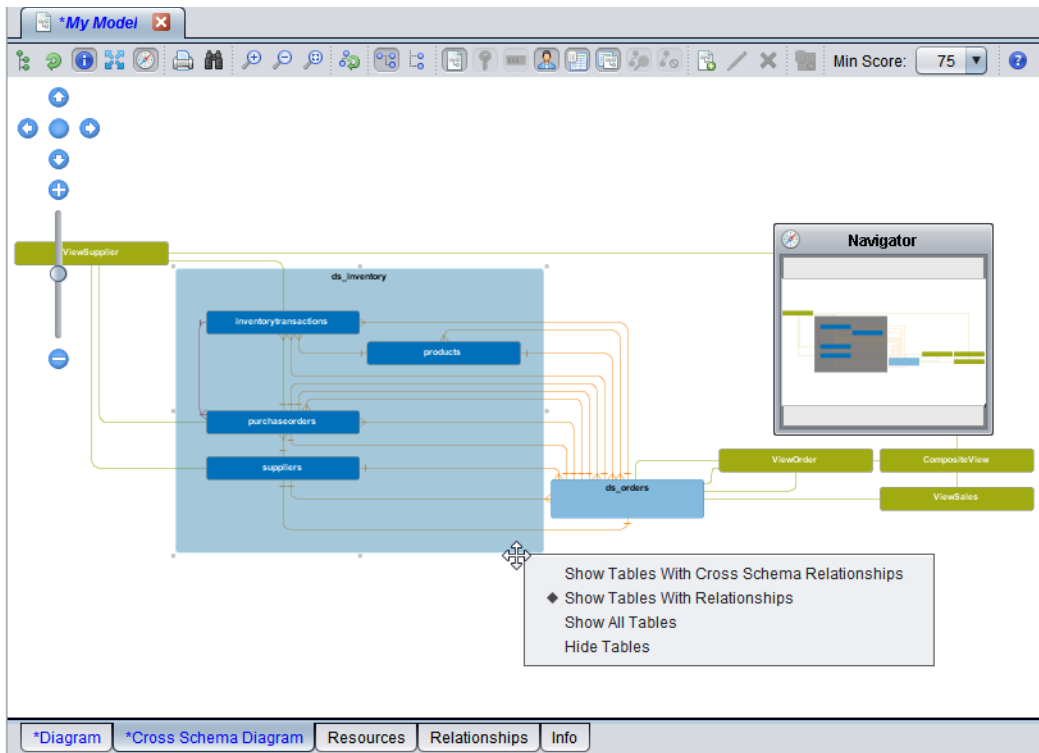 *My Model
Min Score: 75
ViewSupplier
Navigator
ds_inventory
inventorytransactions
products
purchaseorders
suppliers
ViewOrder
CompositeView
ds_orders
ViewSales
Show Tables With Cross Schema Relationships
Show Tables With Relationships
Show All Tables
Hide Tables
*Diagram
*Cross Schema Diagram
Resources
Relationships
Info